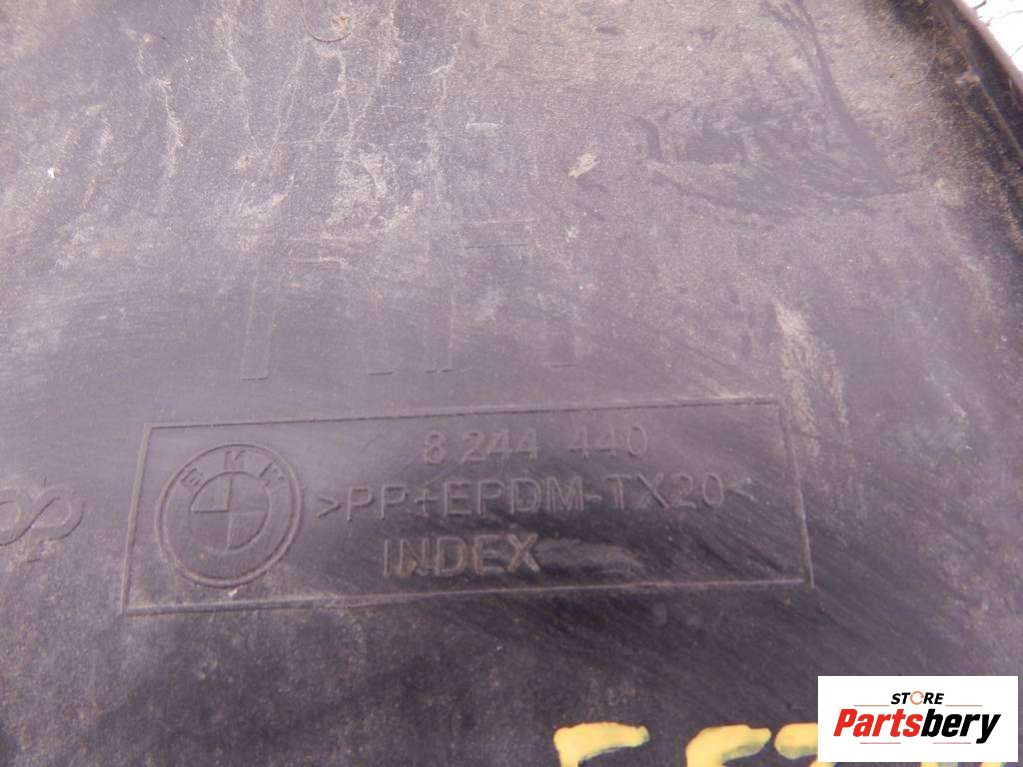 8 244 440
BMW
>PP+EPDM-TX20<
INDEX
STORE
Partsbery